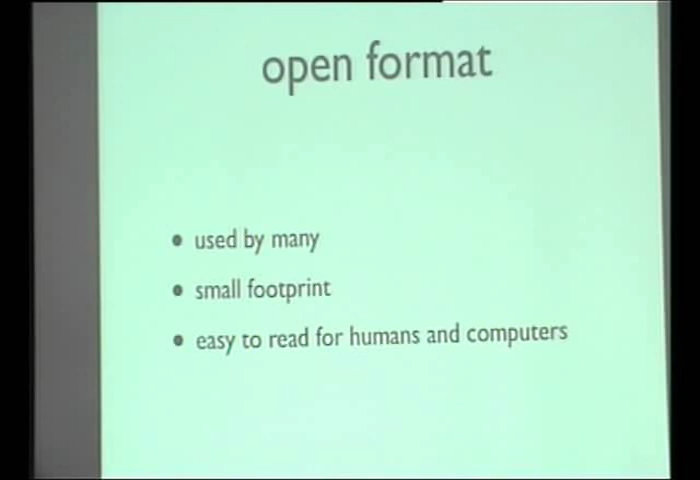 open format
used by many
small footprint
easy to read for humans and computers